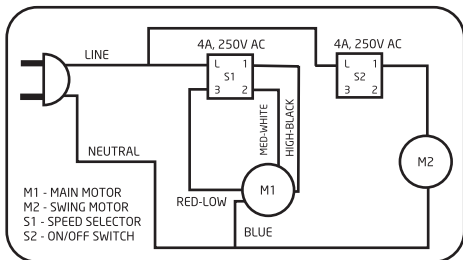 4A, 250V AC
4A, 250V AC
LINE
L 1
S1
3 2
L 1
S2
3 2
MED-WHITE
HIGH-BLACK
NEUTRAL
M1
M2
RED-LOW
BLUE
M1 - MAIN MOTOR
M2 - SWING MOTOR
S1 - SPEED SELECTOR
S2 - ON/OFF SWITCH